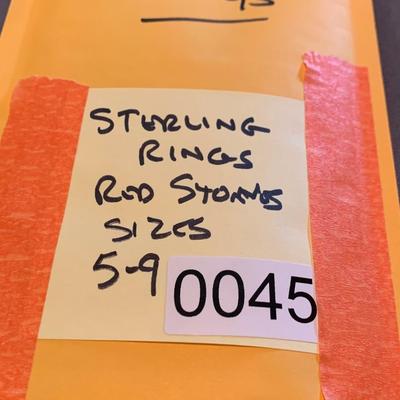 STERLING
RINGS
RED STONES
SIZES
5-9
0045